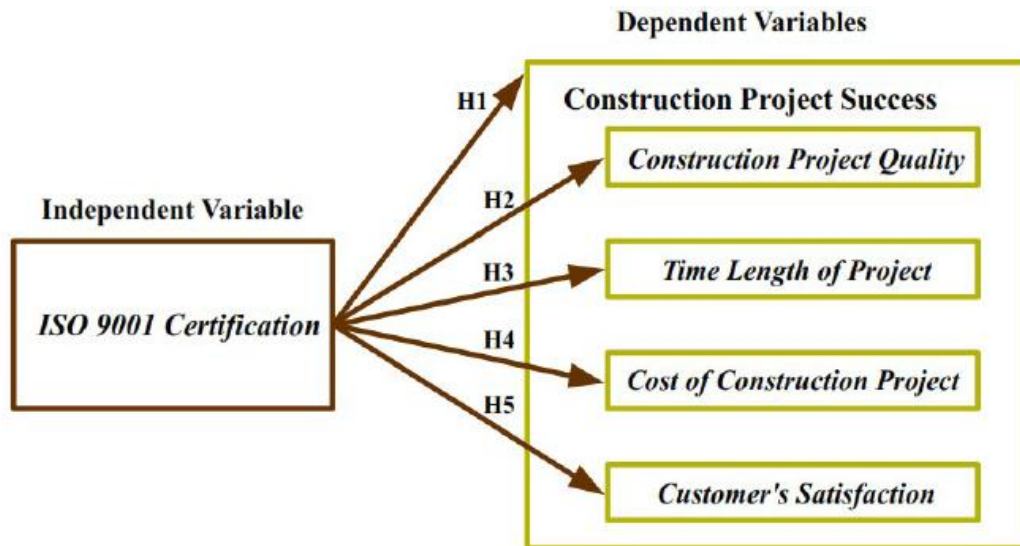 Dependent Variables
H1
Construction Project Success
Construction Project Quality
H2
Independent Variable
H3
Time Length of Project
ISO 9001 Certification
H4
Cost of Construction Project
H5
Customer's Satisfaction